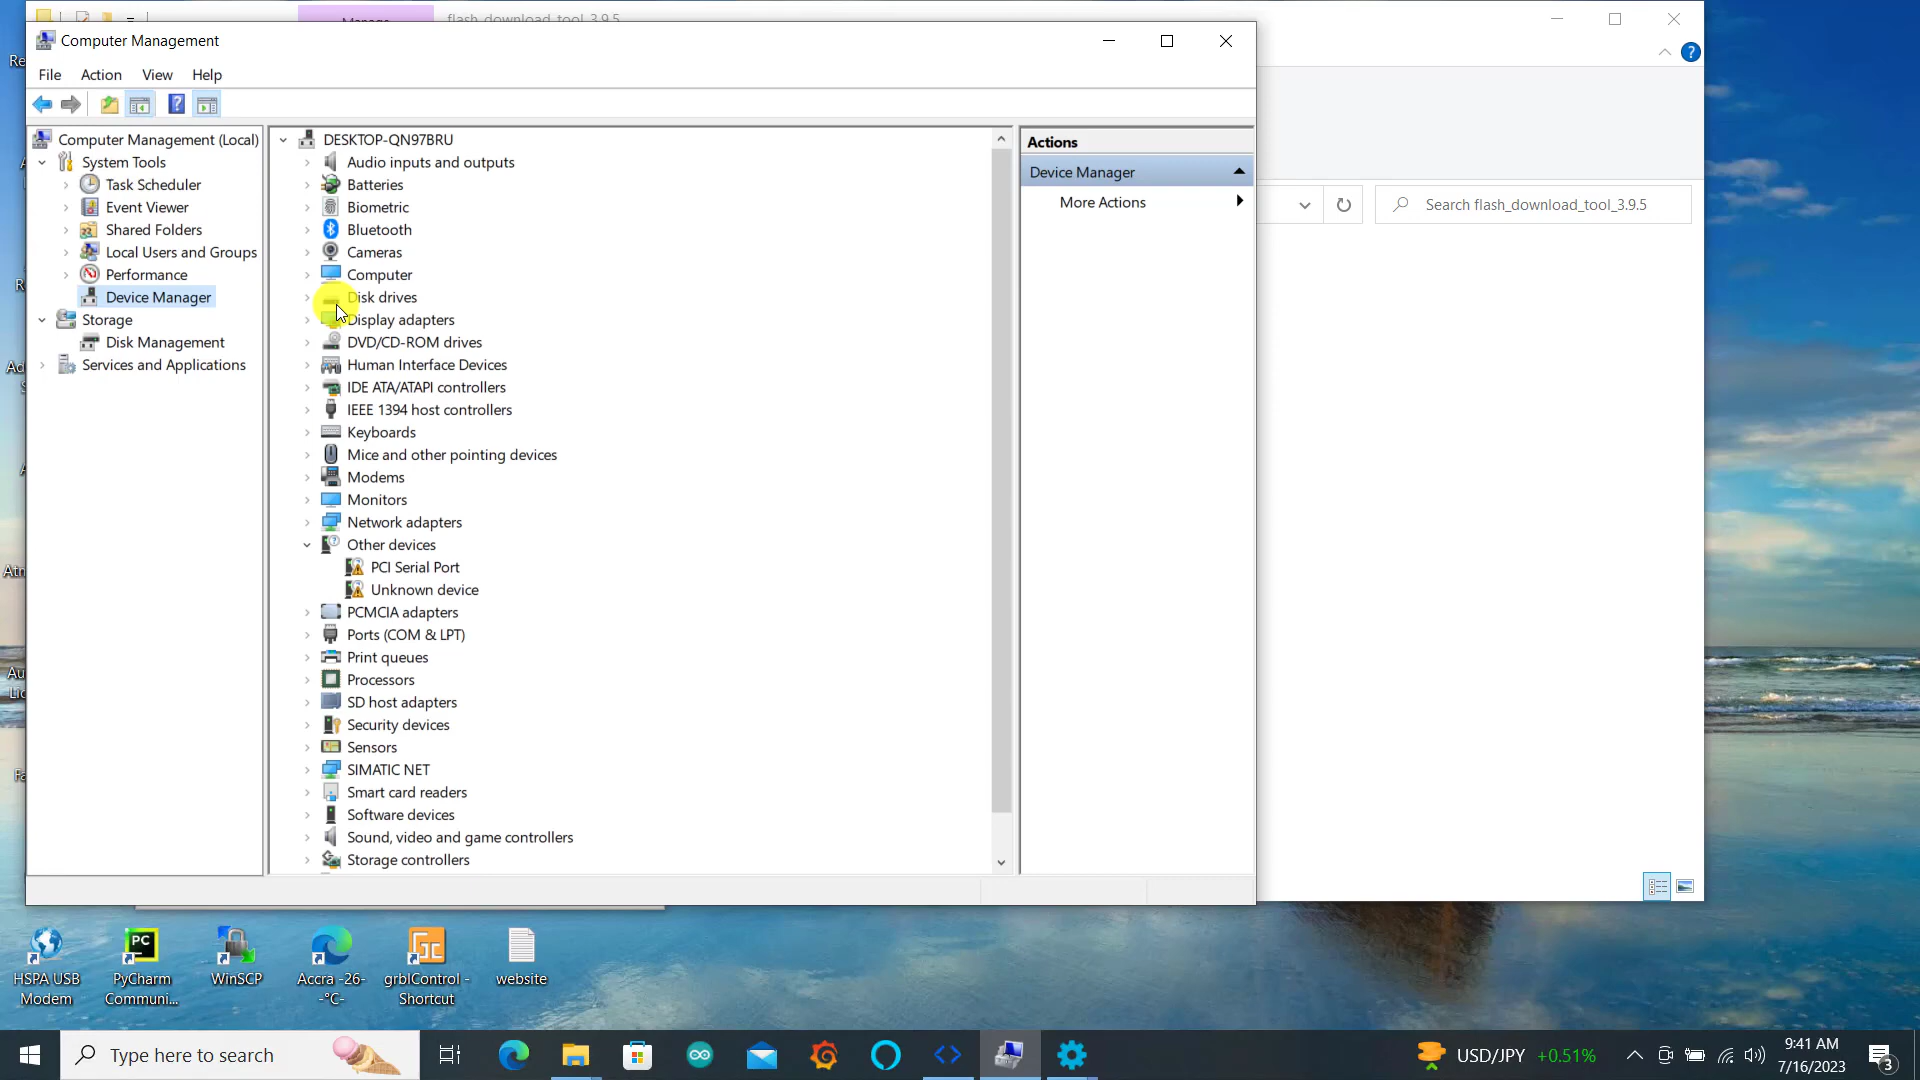 Manage
flash_download_tool_3.9.5
Computer Management
File Action View Help
Computer Management (Local)
System Tools
Task Scheduler
Event Viewer
Shared Folders
Local Users and Groups
Performance
Device Manager
Storage
Disk Management
Services and Applications
DESKTOP-QN97BRU
Audio inputs and outputs
Batteries
Biometric
Bluetooth
Cameras
Computer
Disk drives
Display adapters
DVD/CD-ROM drives
Human Interface Devices
IDE ATA/ATAPI controllers
IEEE 1394 host controllers
Keyboards
Mice and other pointing devices
Modems
Monitors
Network adapters
Other devices
PCI Serial Port
Unknown device
PCMCIA adapters
Ports (COM & LPT)
Print queues
Processors
SD host adapters
Security devices
Sensors
SIMATIC NET
Smart card readers
Software devices
Sound, video and game controllers
Storage controllers
Actions
Device Manager
More Actions
Search flash_download_tool_3.9.5
HSPA USB
Modem
PyCharm
Communi...
WinSCP
Accra -26-
-°C-
grblControl -
Shortcut
website
Type here to search
USD/JPY +0.51%
9:41 AM
7/16/2023
3